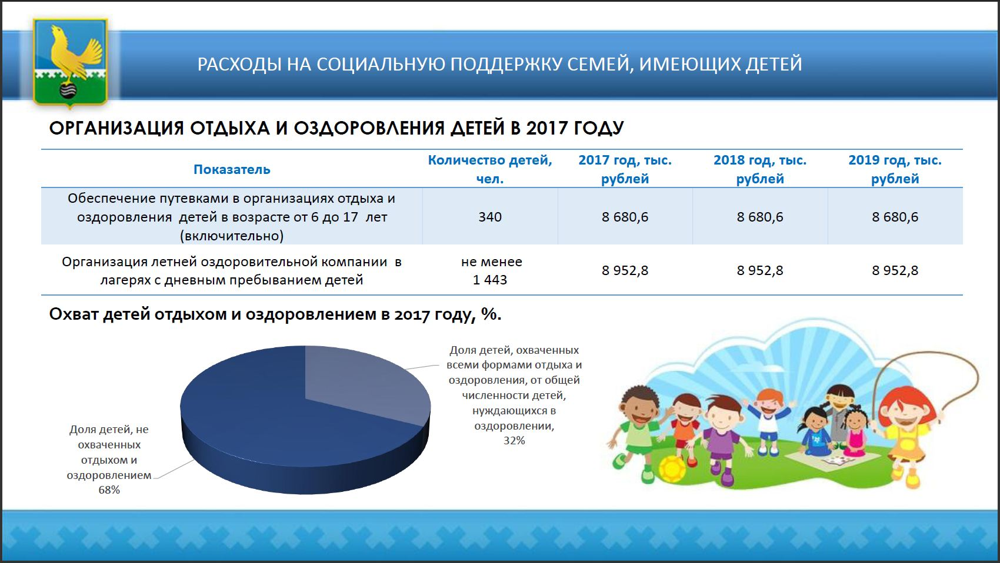 РАСХОДЫ НА СОЦИАЛЬНУЮ ПОДДЕРЖКУ СЕМЕЙ, ИМЕЮЩИХ ДЕТЕЙ
ОРГАНИЗАЦИЯ ОТДЫХА И ОЗДОРОВЛЕНИЯ ДЕТЕЙ В 2017 ГОДУ
Показатель
Количество детей,
чел.
2017 год, тыс.
рублей
2018 год, тыс.
рублей
2019 год, тыс.
рублей
Обеспечение путевками в организациях отдыха и
оздоровления детей в возрасте от 6 до 17 лет
(включительно)
340
8 680,6
8 680,6
8 680,6
Организация летней оздоровительной компании в
лагерях с дневным пребыванием детей
не менее
1 443
8 952,8
8 952,8
8 952,8
Охват детей отдыхом и оздоровлением в 2017 году, %.
Доля детей, охваченных
всеми формами отдыха и
оздоровления, от общей
численности детей,
нуждающихся в
оздоровлении,
32%
Доля детей, не
охваченных
отдыхом и
оздоровлением
68%